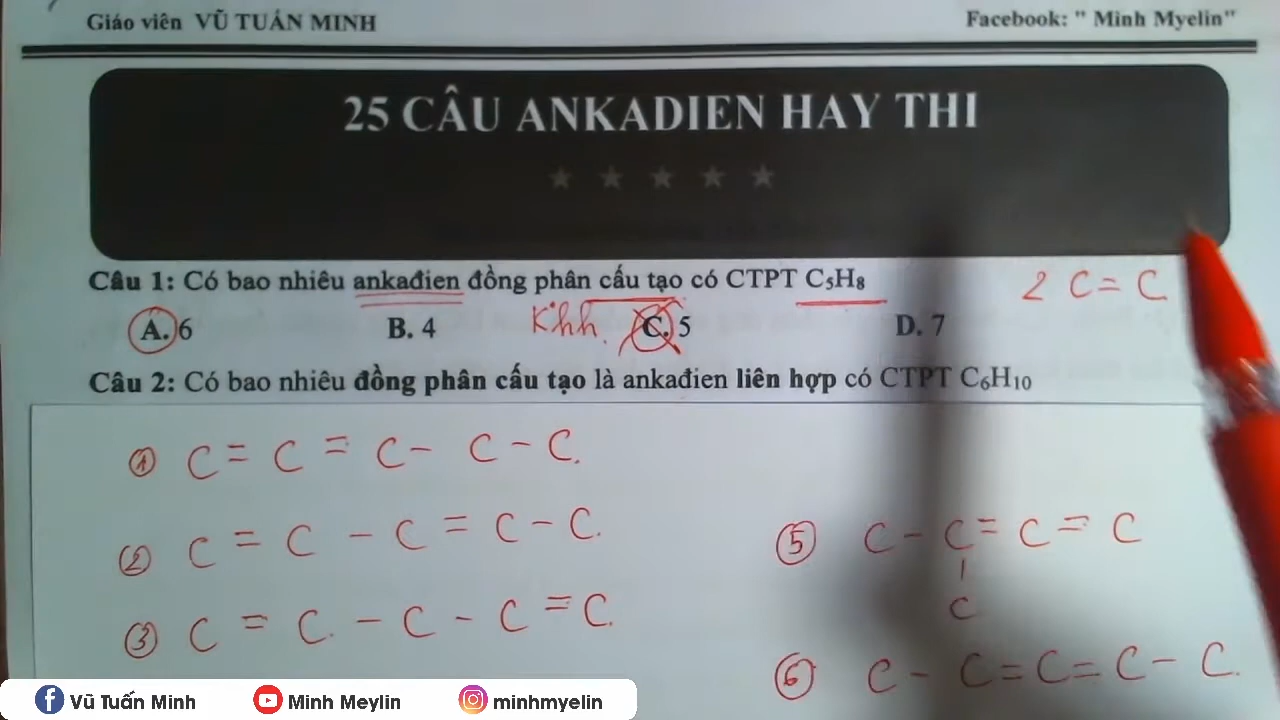 Giáo viên VŨ TUẤN MINH
Facebook: " Minh Myelin"
25 CÂU ANKADIEN HAY THI
Câu 1: Có bao nhiêu ankađien đồng phân cấu tạo có CTPT C₅H₈
2 C = C
A. 6
B. 4
K hh.
C. 5
D. 7
Câu 2: Có bao nhiêu đồng phân cấu tạo là ankađien liên hợp có CTPT C₆H₁₀
① C = C = C - C - C.
② C = C - C = C - C.
③ C = C. - C - C = C.
⑤ C - C = C = C
|
C
⑥ C - C = C = C - C.
Vũ Tuấn Minh
Minh Meylin
minhmyelin